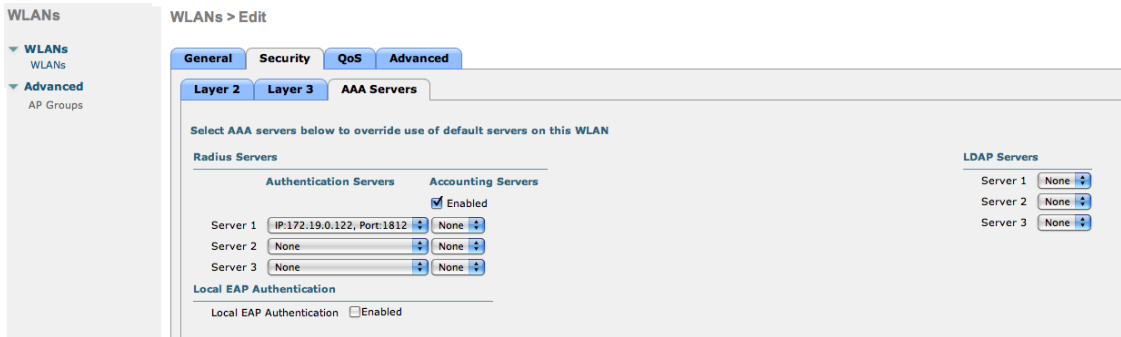 WLANs
WLANs > Edit
WLANs
WLANs
Advanced
AP Groups
General Security QoS Advanced
Layer 2 Layer 3 AAA Servers
Select AAA servers below to override use of default servers on this WLAN
Radius Servers
LDAP Servers
Authentication Servers Accounting Servers
Enabled
Server 1 IP:172.19.0.122, Port:1812 None
Server 2 None None
Server 3 None None
Server 1 None
Server 2 None
Server 3 None
Local EAP Authentication
Local EAP Authentication Enabled